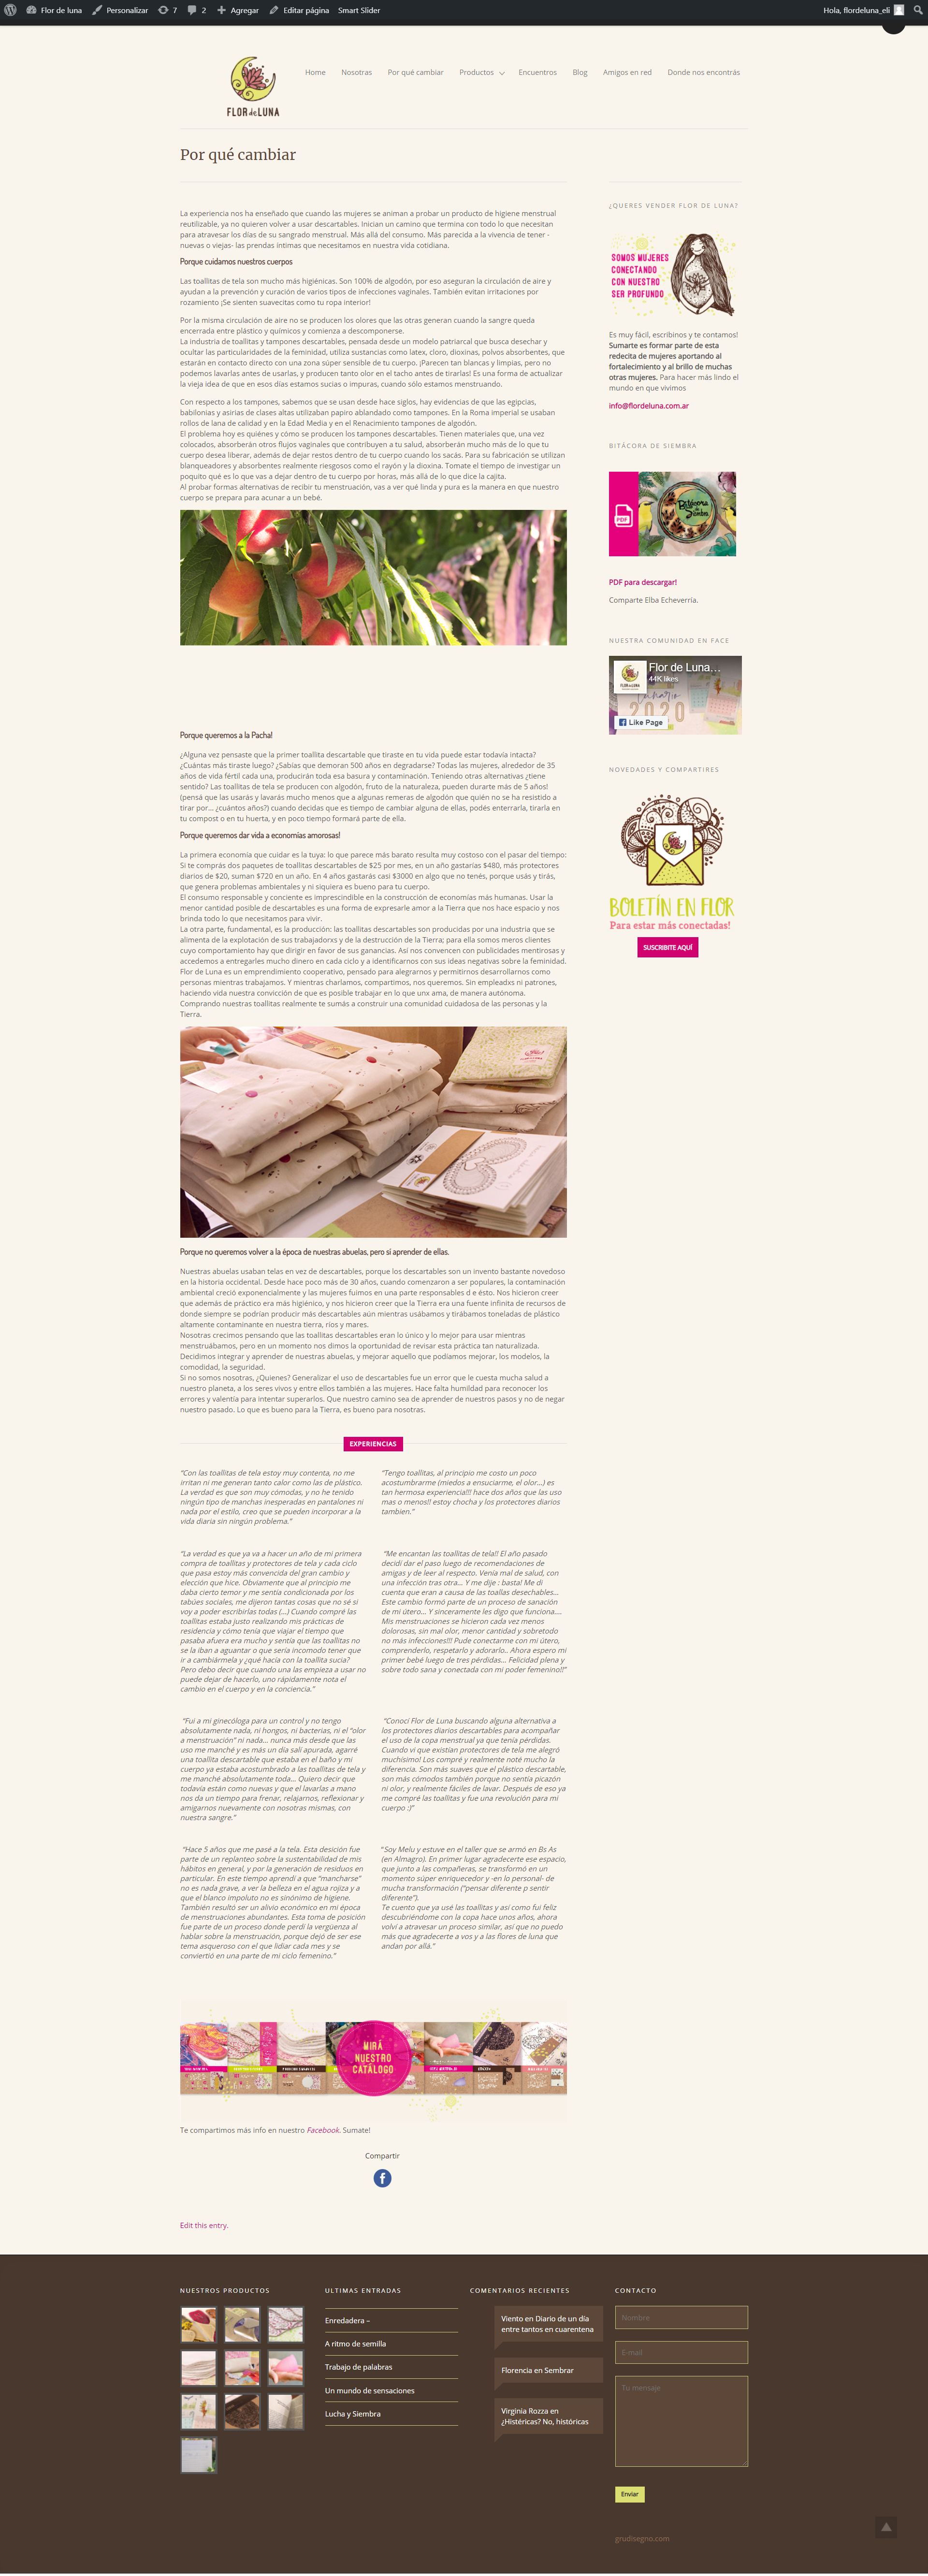 Flor de luna
Personalizar
7
2
Agregar
Editar página
Smart Slider
Hola, flordeluna_eli
FLOR de LUNA
Home
Nosotras
Por qué cambiar
Productos
Encuentros
Blog
Amigos en red
Donde nos encontrás
Por qué cambiar
La experiencia nos ha enseñado que cuando las mujeres se animan a probar un producto de higiene menstrual
reutilizable, ya no quieren volver a usar descartables. Inician un camino que termina con todo lo que necesitan
para atravesar los días de su sangrado menstrual. Más allá del consumo. Más parecida a la vivencia de tener -
nuevas o viejas- las prendas intimas que necesitamos en nuestra vida cotidiana.
Porque cuidamos nuestros cuerpos
Las toallitas de tela son mucho más higiénicas. Son 100% de algodón, por eso aseguran la circulación de aire y
ayudan a la prevención y curación de varios tipos de infecciones vaginales. También evitan irritaciones por
rozamiento ¡Se sienten suavecitas como tu ropa interior!
Por la misma circulación de aire no se producen los olores que las otras generan cuando la sangre queda
encerrada entre plástico y químicos y comienza a descomponerse.
La industria de toallitas y tampones descartables, pensada desde un modelo patriarcal que busca desechar y
ocultar las particularidades de la feminidad, utiliza sustancias como latex, cloro, dioxinas, polvos absorbentes, que
estarán en contacto directo con una zona súper sensible de tu cuerpo. ¡Parecen tan blancas y limpias, pero no
podemos lavarlas antes de usarlas, y producen tanto olor en el tacho antes de tirarlas! Es una forma de actualizar
la vieja idea de que en esos días estamos sucias o impuras, cuando sólo estamos menstruando.
Con respecto a los tampones, sabemos que se usan desde hace siglos, hay evidencias de que las egipcias,
babilonias y asirias de clases altas utilizaban papiro ablandado como tampones. En la Roma imperial se usaban
rollos de lana de calidad y en la Edad Media y en el Renacimiento tampones de algodón.
El problema hoy es quiénes y cómo se producen los tampones descartables. Tienen materiales que, una vez
colocados, absorberán otros flujos vaginales que contribuyen a tu salud, absorberán mucho más de lo que tu
cuerpo desea liberar, además de dejar restos dentro de tu cuerpo cuando los sacás. Para su fabricación se utilizan
blanqueadores y absorbentes realmente riesgosos como el rayón y la dioxina. Tomate el tiempo de investigar un
poquito qué es lo que vas a dejar dentro de tu cuerpo por horas, más allá de lo que dice la cajita.
Al probar formas alternativas de recibir tu menstruación, vas a ver qué linda y pura es la manera en que nuestro
cuerpo se prepara para acunar a un bebé.
Porque queremos a la Pacha!
¿Alguna vez pensaste que la primer toallita descartable que tiraste en tu vida puede estar todavía intacta?
¿Cuántas más tiraste luego? ¿Sabías que demoran 500 años en degradarse? Todas las mujeres, alrededor de 35
años de vida fértil cada una, producirán toda esa basura y contaminación. Teniendo otras alternativas ¿tiene
sentido? Las toallitas de tela se producen con algodón, fruto de la naturaleza, pueden durarte más de 5 años!
(pensá que las usarás y lavarás mucho menos que a algunas remeras de algodón que quién no se ha resistido a
tirar por… ¿cuántos años?) cuando decidas que es tiempo de cambiar alguna de ellas, podés enterrarla, tirarla en
tu compost o en tu huerta, y en poco tiempo formará parte de ella.
Porque queremos dar vida a economías amorosas!
La primera economía que cuidar es la tuya: lo que parece más barato resulta muy costoso con el pasar del tiempo:
Si te comprás dos paquetes de toallitas descartables de $25 por mes, en un año gastarías $480, más protectores
diarios de $20, suman $720 en un año. En 4 años gastarás casi $3000 en algo que no tenés, porque usás y tirás,
que genera problemas ambientales y ni siquiera es bueno para tu cuerpo.
El consumo responsable y conciente es imprescindible en la construcción de economías más humanas. Usar la
menor cantidad posible de descartables es una forma de expresarle amor a la Tierra que nos hace espacio y nos
brinda todo lo que necesitamos para vivir.
La otra parte, fundamental, es la producción: las toallitas descartables son producidas por una industria que se
alimenta de la explotación de sus trabajadorxs y de la destrucción de la Tierra; para ella somos meros clientes
cuyo comportamiento hay que dirigir en favor de sus ganancias. Así nos convencen con publicidades mentirosas y
accedemos a entregarles mucho dinero en cada ciclo y a identificarnos con sus ideas negativas sobre la feminidad.
Flor de Luna es un emprendimiento cooperativo, pensado para alegrarnos y permitirnos desarrollarnos como
personas mientras trabajamos. Y mientras charlamos, compartimos, nos queremos. Sin empleadxs ni patrones,
haciendo vida nuestra convicción de que es posible trabajar en lo que unx ama, de manera autónoma.
Comprando nuestras toallitas realmente te sumás a construir una comunidad cuidadosa de las personas y la
Tierra.
Porque no queremos volver a la época de nuestras abuelas, pero sí aprender de ellas.
Nuestras abuelas usaban telas en vez de descartables, porque los descartables son un invento bastante novedoso
en la historia occidental. Desde hace poco más de 30 años, cuando comenzaron a ser populares, la contaminación
ambiental creció exponencialmente y las mujeres fuimos en una parte responsables d e ésto. Nos hicieron creer
que además de práctico era más higiénico, y nos hicieron creer que la Tierra era una fuente infinita de recursos de
donde siempre se podrían producir más descartables aún mientras usábamos y tirábamos toneladas de plástico
altamente contaminante en nuestra tierra, ríos y mares.
Nosotras crecimos pensando que las toallitas descartables eran lo único y lo mejor para usar mientras
menstruábamos, pero en un momento nos dimos la oportunidad de revisar esta práctica tan naturalizada.
Decidimos integrar y aprender de nuestras abuelas, y mejorar aquello que podíamos mejorar, los modelos, la
comodidad, la seguridad.
Si no somos nosotras, ¿Quienes? Generalizar el uso de descartables fue un error que le cuesta mucha salud a
nuestro planeta, a los seres vivos y entre ellos también a las mujeres. Hace falta humildad para reconocer los
errores y valentía para intentar superarlos. Que nuestro camino sea de aprender de nuestros pasos y no de negar
nuestro pasado. Lo que es bueno para la Tierra, es bueno para nosotras.
EXPERIENCIAS
“Con las toallitas de tela estoy muy contenta, no me
irritan ni me generan tanto calor como las de plástico.
La verdad es que son muy cómodas, y no he tenido
ningún tipo de manchas inesperadas en pantalones ni
nada por el estilo, creo que se pueden incorporar a la
vida diaria sin ningún problema.”
“Tengo toallitas, al principio me costo un poco
acostumbrarme (miedos a ensuciarme, el olor...) es
tan hermosa experiencia!!! hace dos años que las uso
mas o menos!! estoy chocha y los protectores diarios
tambien.”
“La verdad es que ya va a hacer un año de mi primera
compra de toallitas y protectores de tela y cada ciclo
que pasa estoy más convencida del gran cambio y
elección que hice. Obviamente que al principio me
daba cierto temor y me sentía condicionada por los
tabúes sociales, me dijeron tantas cosas que no sé si
voy a poder escribirlas todas (...) Cuando compré las
toallitas estaba justo realizando mis prácticas de
residencia y cómo tenía que viajar el tiempo que
pasaba afuera era mucho y sentía que las toallitas no
se la iban a aguantar o que sería incomodo tener que
ir a cambiármela y ¿qué hacía con la toallita sucia?
Pero debo decir que cuando una las empieza a usar no
puede dejar de hacerlo, uno rápidamente nota el
cambio en el cuerpo y en la conciencia.”
“Me encantan las toallitas de tela!! El año pasado
decidí dar el paso luego de recomendaciones de
amigas y de leer al respecto. Venía mal de salud, con
una infección tras otra... Y me dije : basta! Me di
cuenta que eran a causa de las toallas desechables...
Este cambio formó parte de un proceso de sanación
de mi útero... Y sinceramente les digo que funciona....
Mis menstruaciones se hicieron cada vez menos
dolorosas, sin mal olor, menor cantidad y sobretodo
no más infecciones!!! Pude conectarme con mi útero,
comprenderlo, respetarlo y adorarlo.. Ahora espero mi
primer bebé luego de tres pérdidas... Felicidad plena y
sobre todo sana y conectada con mi poder femenino!!”
“Fui a mi ginecóloga para un control y no tengo
absolutamente nada, ni hongos, ni bacterias, ni el “olor
a menstruación” ni nada... nunca más desde que las
uso me manché y es más un día salí apurada, agarré
una toallita descartable que estaba en el baño y mi
cuerpo ya estaba acostumbrado a las toallitas de tela y
me manché absolutamente toda... Quiero decir que
todavía están como nuevas y que el lavarlas a mano
nos da un tiempo para frenar, relajarnos, reflexionar y
amigarnos nuevamente con nosotras mismas, con
nuestra sangre.”
“Conocí Flor de Luna buscando alguna alternativa a
los protectores diarios descartables para acompañar
el uso de la copa menstrual ya que tenía pérdidas.
Cuando vi que existían protectores de tela me alegró
muchísimo! Los compré y realmente noté mucho la
diferencia. Son más suaves que el plástico descartable,
son más cómodos también porque no sentía picazón
ni olor, y realmente fáciles de lavar. Después de eso ya
me compré las toallitas y fue una revolución para mi
cuerpo :)”
“Hace 5 años que me pasé a la tela. Esta desición fue
parte de un replanteo sobre la sustentabilidad de mis
hábitos en general, y por la generación de residuos en
particular. En este tiempo aprendí a que “mancharse”
no es nada grave, a ver la belleza en el agua rojiza y a
que el blanco impoluto no es sinónimo de higiene.
También resultó ser un alivio económico en mi época
de menstruaciones abundantes. Esta toma de posición
fue parte de un proceso donde perdí la vergüenza al
hablar sobre la menstruación, porque dejó de ser ese
tema asqueroso con el que lidiar cada mes y se
conviertió en una parte de mi ciclo femenino.”
“Soy Melu y estuve en el taller que se armó en Bs As
(en Almagro). En primer lugar agradecerte ese espacio,
que junto a las compañeras, se transformó en un
momento súper enriquecedor y -en lo personal- de
mucha transformación (“pensar diferente p sentir
diferente”).
Te cuento que ya usé las toallitas y así como fui feliz
descubriéndome con la copa hace unos años, ahora
volví a atravesar un proceso similar, así que no puedo
más que agradecerte a vos y a las flores de luna que
andan por allá.”
MIRÁ
NUESTRO
CATÁLOGO
Te compartimos más info en nuestro Facebook. Sumate!
Compartir
Edit this entry.
¿QUERES VENDER FLOR DE LUNA?
SOMOS MUJERES
CONECTANDO
CON NUESTRO
SER PROFUNDO
Es muy fácil, escribinos y te contamos!
Sumarte es formar parte de esta
redecita de mujeres aportando al
fortalecimiento y al brillo de muchas
otras mujeres. Para hacer más lindo el
mundo en que vivimos
info@flordeluna.com.ar
BITÁCORA DE SIEMBRA
PDF
Bitácora
de
Siembra
PDF para descargar!
Comparte Elba Echeverría.
NUESTRA COMUNIDAD EN FACE
FLOR de LUNA
Flor de Luna...
44K likes
lunario
2020
Like Page
NOVEDADES Y COMPARTIRES
BOLETÍN EN FLOR
Para estar más conectadas!
SUSCRIBITE AQUÍ
NUESTROS PRODUCTOS
ULTIMAS ENTRADAS
Enredadera ~
A ritmo de semilla
Trabajo de palabras
Un mundo de sensaciones
Lucha y Siembra
COMENTARIOS RECIENTES
Viento en Diario de un día
entre tantos en cuarentena
Florencia en Sembrar
Virginia Rozza en
¿Histéricas? No, históricas
CONTACTO
Nombre
E-mail
Tu mensaje
Enviar
grudisegno.com